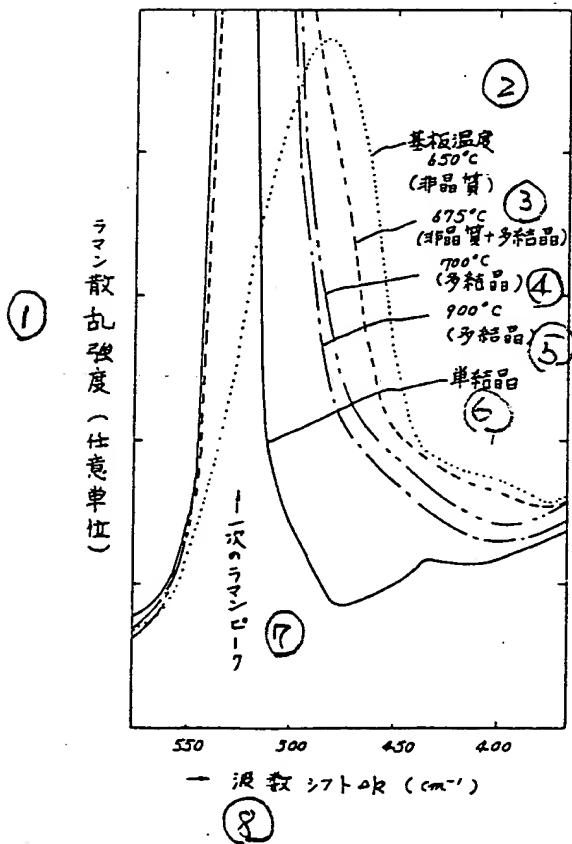 ②
基板温度
650°C
(非晶質)
③
675°C
(非晶質+多結晶)
700°C
(多結晶) ④
900°C
(多結晶) ⑤
単結晶
⑥
①
ラマン散乱強度 (任意単位)
←一次のラマンピーク
⑦
550 500 450 400
→ 波数シフトΔk (cm⁻¹)
⑧